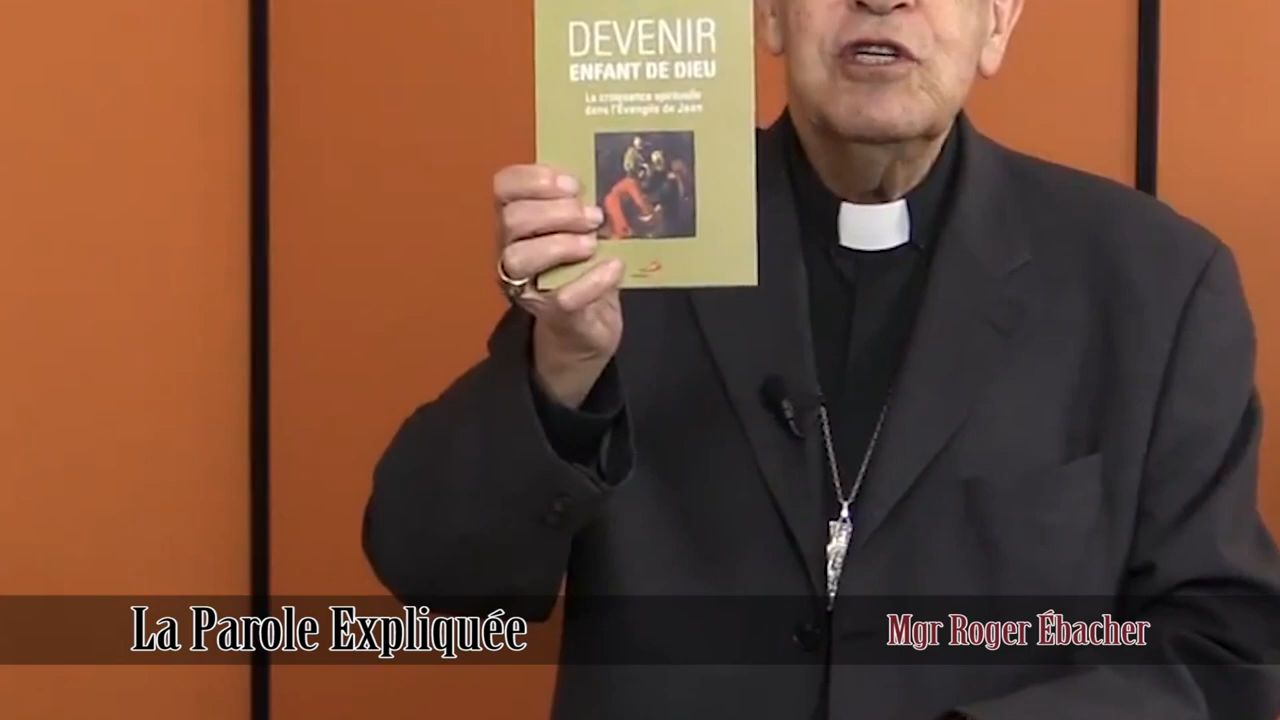 DEVENIR
ENFANT DE DIEU
La croissance spirituelle
dans l'Évangile de Jean
La Parole Expliquée
Mgr Roger Ébacher